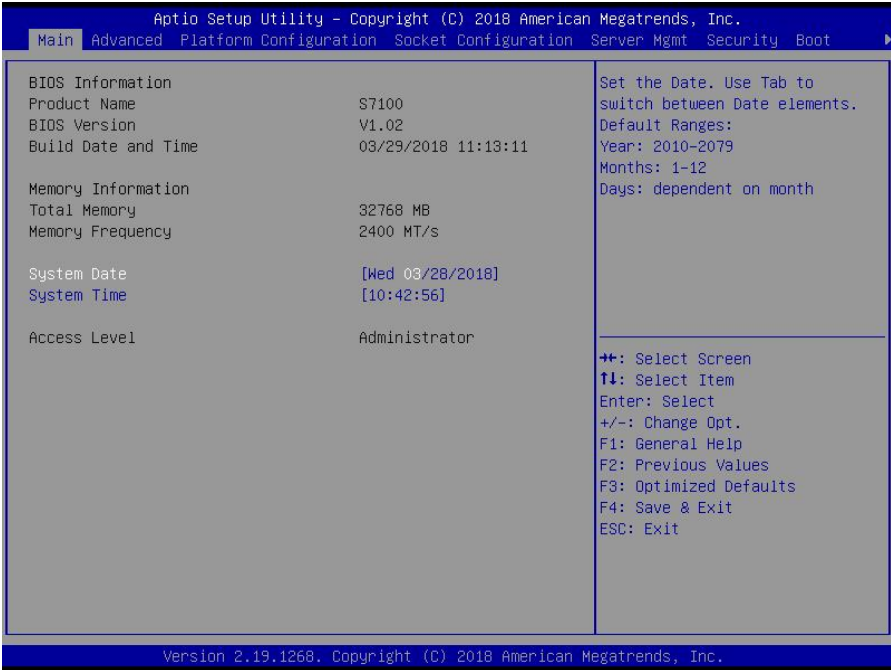 Aptio Setup Utility – Copyright (C) 2018 American Megatrends, Inc.
Main Advanced Platform Configuration Socket Configuration Server Mgmt Security Boot
BIOS Information
Product Name S7100
BIOS Version V1.02
Build Date and Time 03/29/2018 11:13:11
Memory Information
Total Memory 32768 MB
Memory Frequency 2400 MT/s
System Date [Wed 03/28/2018]
System Time [10:42:56]
Access Level Administrator
Set the Date. Use Tab to
switch between Date elements.
Default Ranges:
Year: 2010-2079
Months: 1-12
Days: dependent on month
→←: Select Screen
↑↓: Select Item
Enter: Select
+/-: Change Opt.
F1: General Help
F2: Previous Values
F3: Optimized Defaults
F4: Save & Exit
ESC: Exit
Version 2.19.1268. Copyright (C) 2018 American Megatrends, Inc.